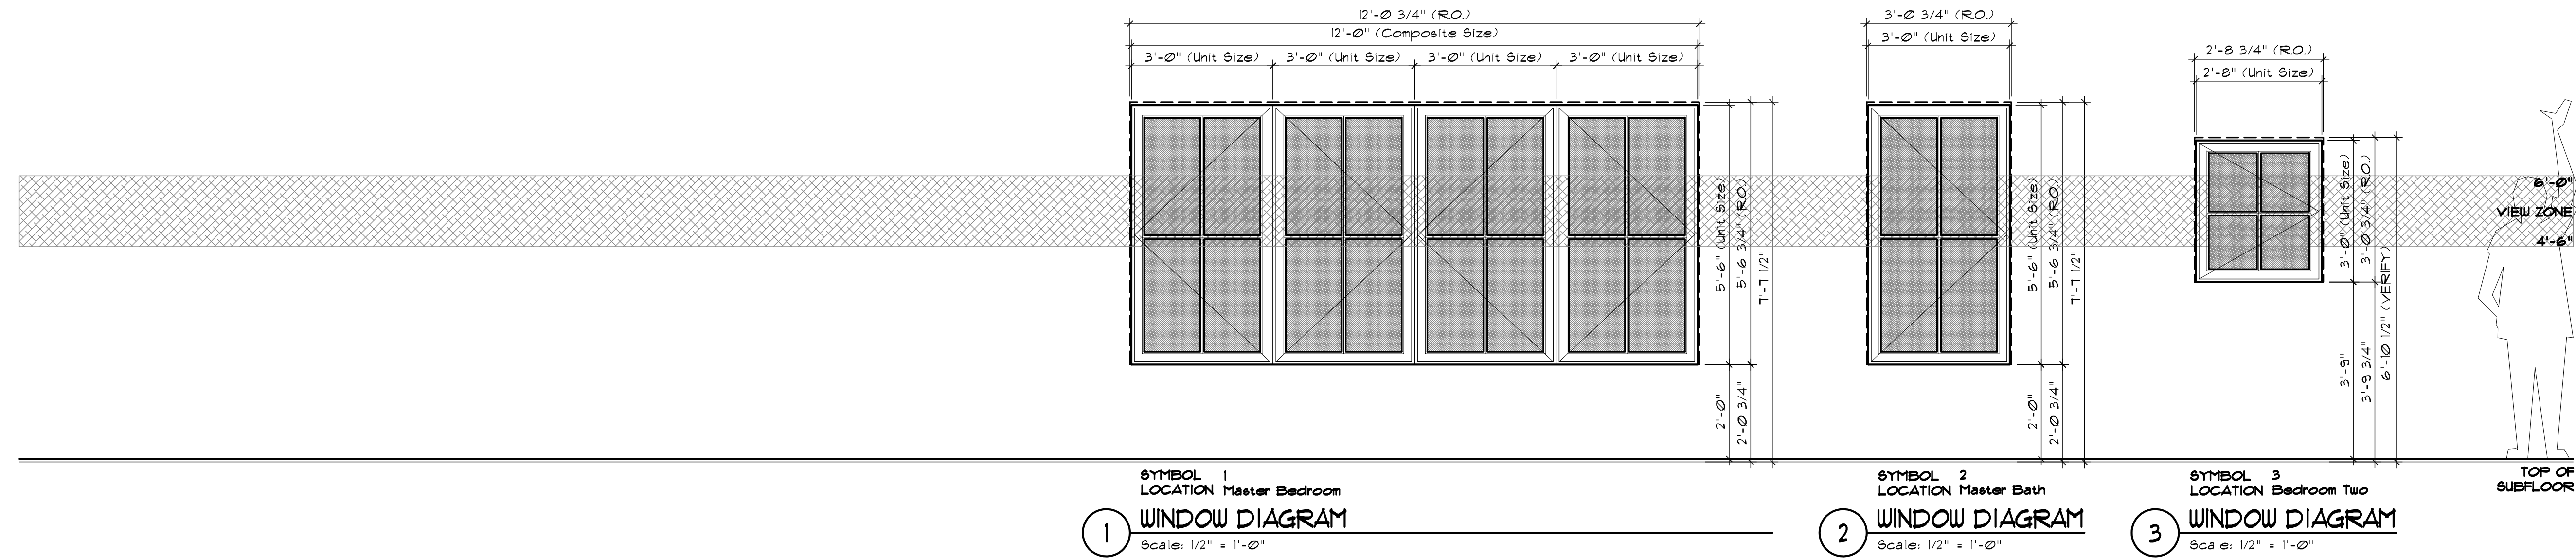 12'-0 3/4" (R.O.)
12'-0" (Composite Size)
3'-0" (Unit Size) 3'-0" (Unit Size) 3'-0" (Unit Size) 3'-0" (Unit Size)
5'-6" (Unit Size)
5'-6 3/4" (R.O.)
7'-7 1/2"
2'-0"
2'-0 3/4"
SYMBOL 1
LOCATION Master Bedroom
1 WINDOW DIAGRAM
Scale: 1/2" = 1'-0"
3'-0 3/4" (R.O.)
3'-0" (Unit Size)
5'-6" (Unit Size)
5'-6 3/4" (R.O.)
7'-7 1/2"
2'-0"
2'-0 3/4"
SYMBOL 2
LOCATION Master Bath
2 WINDOW DIAGRAM
Scale: 1/2" = 1'-0"
2'-8 3/4" (R.O.)
2'-8" (Unit Size)
3'-0" (Unit Size)
3'-0 3/4" (R.O.)
6'-10 1/2" (VERIFY)
3'-9"
3'-9 3/4"
SYMBOL 3
LOCATION Bedroom Two
3 WINDOW DIAGRAM
Scale: 1/2" = 1'-0"
6'-0"
VIEW ZONE
4'-6"
TOP OF
SUBFLOOR